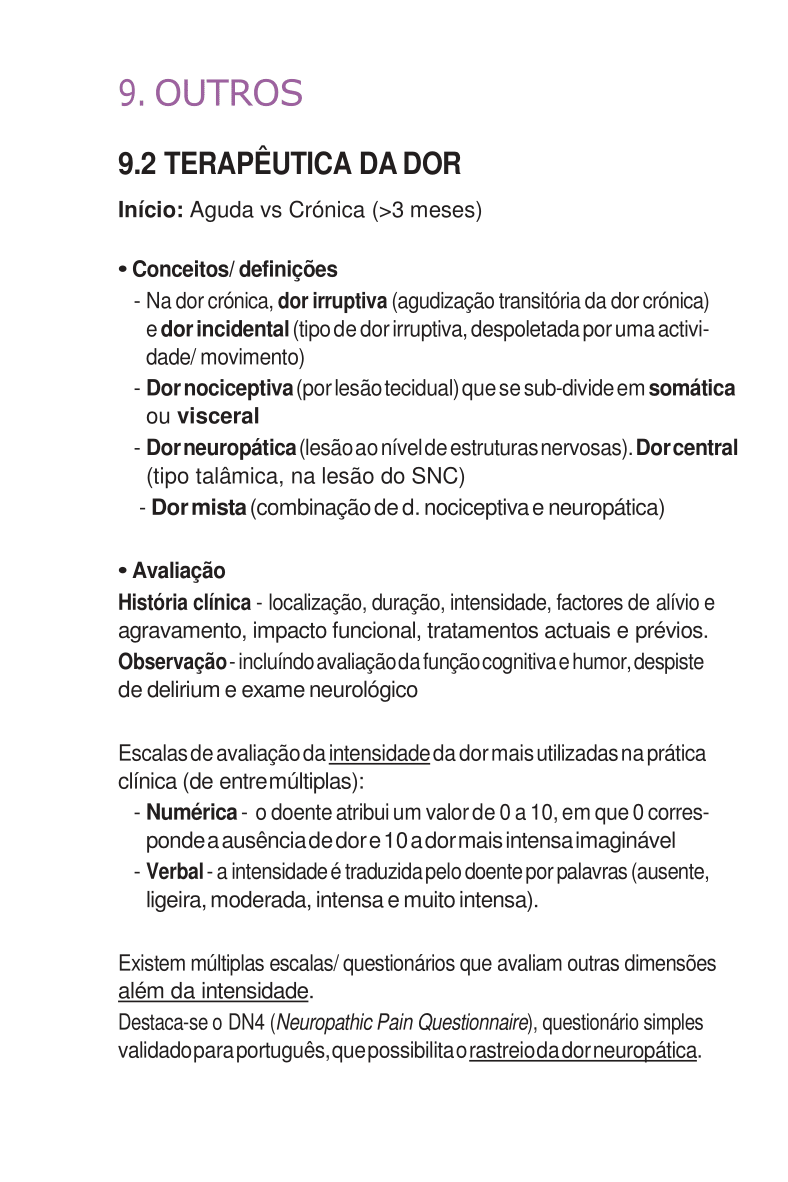 9. OUTROS
9.2 TERAPÊUTICA DA DOR
Início: Aguda vs Crónica (>3 meses)
• Conceitos/ definições
- Na dor crónica, dor irruptiva (agudização transitória da dor crónica)
e dor incidental (tipo de dor irruptiva, despoletada por uma activi-
dade/ movimento)
- Dor nociceptiva (por lesão tecidual) que se sub-divide em somática
ou visceral
- Dor neuropática (lesão ao nível de estruturas nervosas). Dor central
(tipo talâmica, na lesão do SNC)
- Dor mista (combinação de d. nociceptiva e neuropática)
• Avaliação
História clínica - localização, duração, intensidade, factores de alívio e
agravamento, impacto funcional, tratamentos actuais e prévios.
Observação - incluíndo avaliação da função cognitiva e humor, despiste
de delirium e exame neurológico
Escalas de avaliação da intensidade da dor mais utilizadas na prática
clínica (de entre múltiplas):
- Numérica - o doente atribui um valor de 0 a 10, em que 0 corres-
ponde a ausência de dor e 10 a dor mais intensa imaginável
- Verbal - a intensidade é traduzida pelo doente por palavras (ausente,
ligeira, moderada, intensa e muito intensa).
Existem múltiplas escalas/ questionários que avaliam outras dimensões
além da intensidade.
Destaca-se o DN4 (Neuropathic Pain Questionnaire), questionário simples
validado para português, que possibilita o rastreio da dor neuropática.